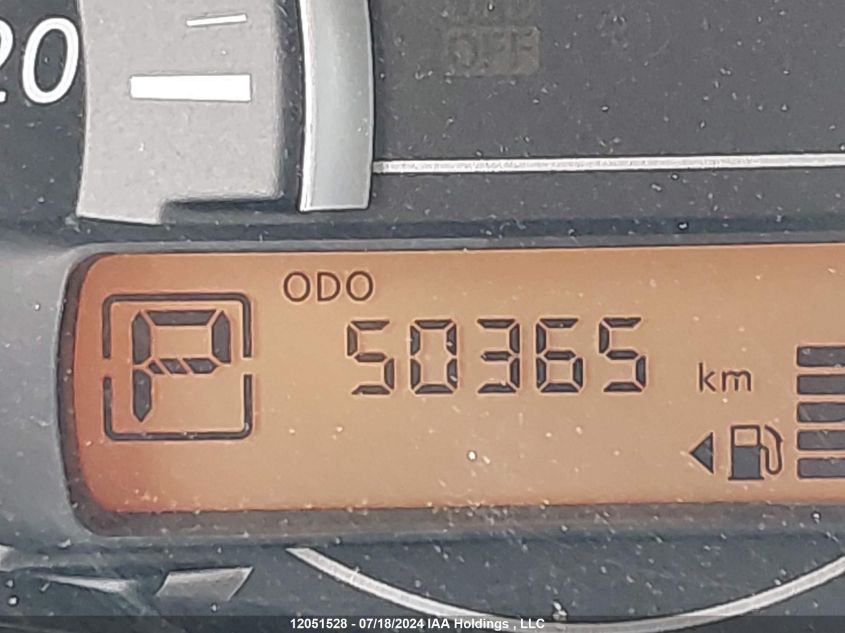 20
OFF
ODO
P
50365
km
12051528 - 07/18/2024 IAA Holdings , LLC